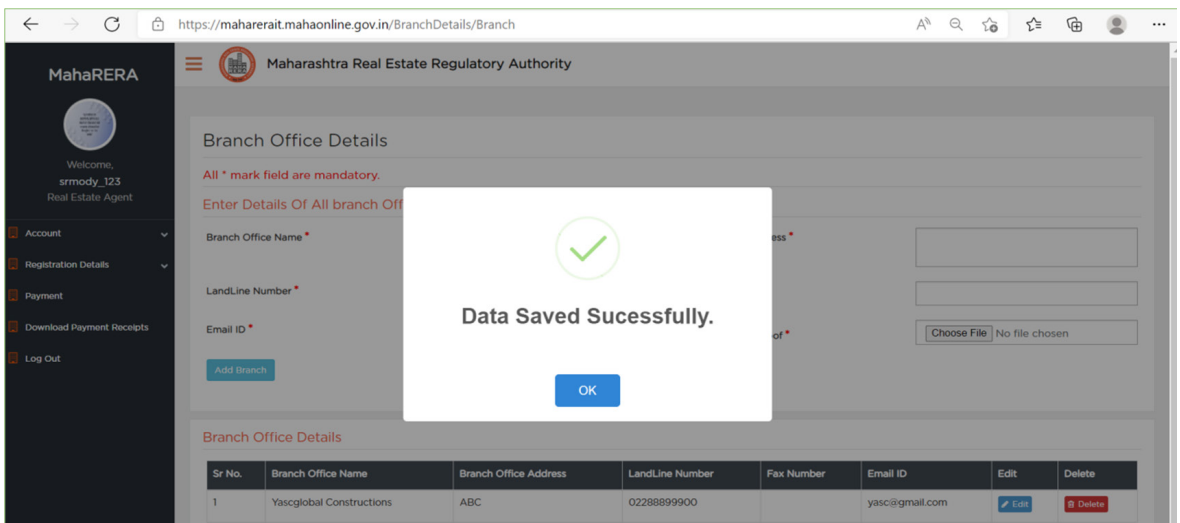 https://maharerait.mahaonline.gov.in/BranchDetails/Branch
MahaRERA
Maharashtra Real Estate Regulatory Authority
Welcome,
srmody_123
Real Estate Agent
Account
Registration Details
Payment
Download Payment Receipts
Log Out
Branch Office Details
All * mark field are mandatory.
Enter Details Of All branch Off
Branch Office Name *
ess *
LandLine Number *
Email ID *
of *
Choose File No file chosen
Add Branch
Data Saved Sucessfully.
OK
Branch Office Details
Sr No. Branch Office Name Branch Office Address LandLine Number Fax Number Email ID Edit Delete
1 Yascglobal Constructions ABC 02288899900 yasc@gmail.com Edit Delete